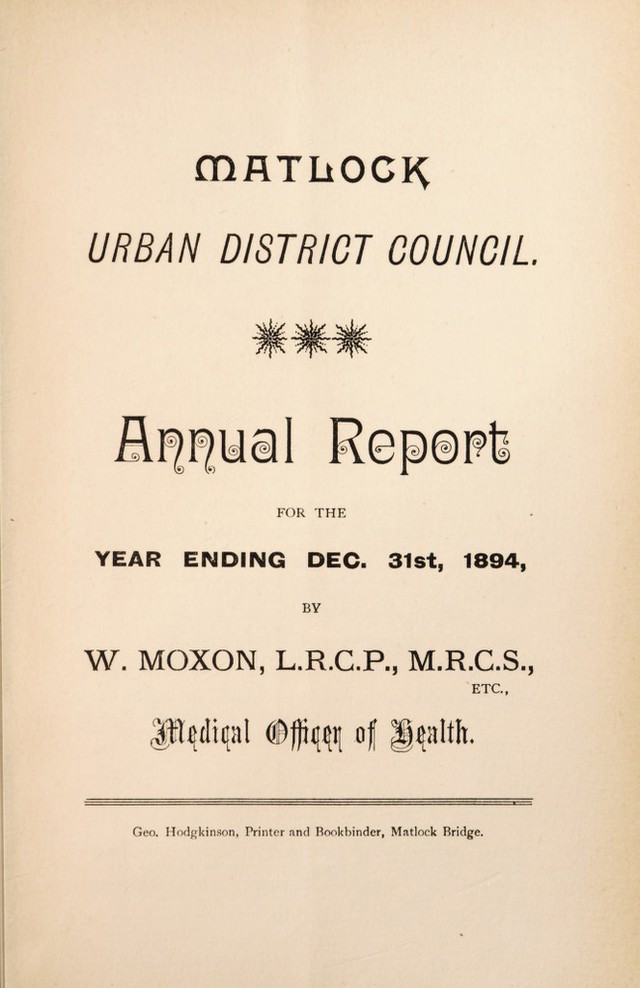 MATLOCK
URBAN DISTRICT COUNCIL.
Annual Report
FOR THE
YEAR ENDING DEC. 31st, 1894,
BY
W. MOXON, L.R.C.P., M.R.C.S.,
ETC.,
Medical Officer of Health.
Geo. Hodgkinson, Printer and Bookbinder, Matlock Bridge.